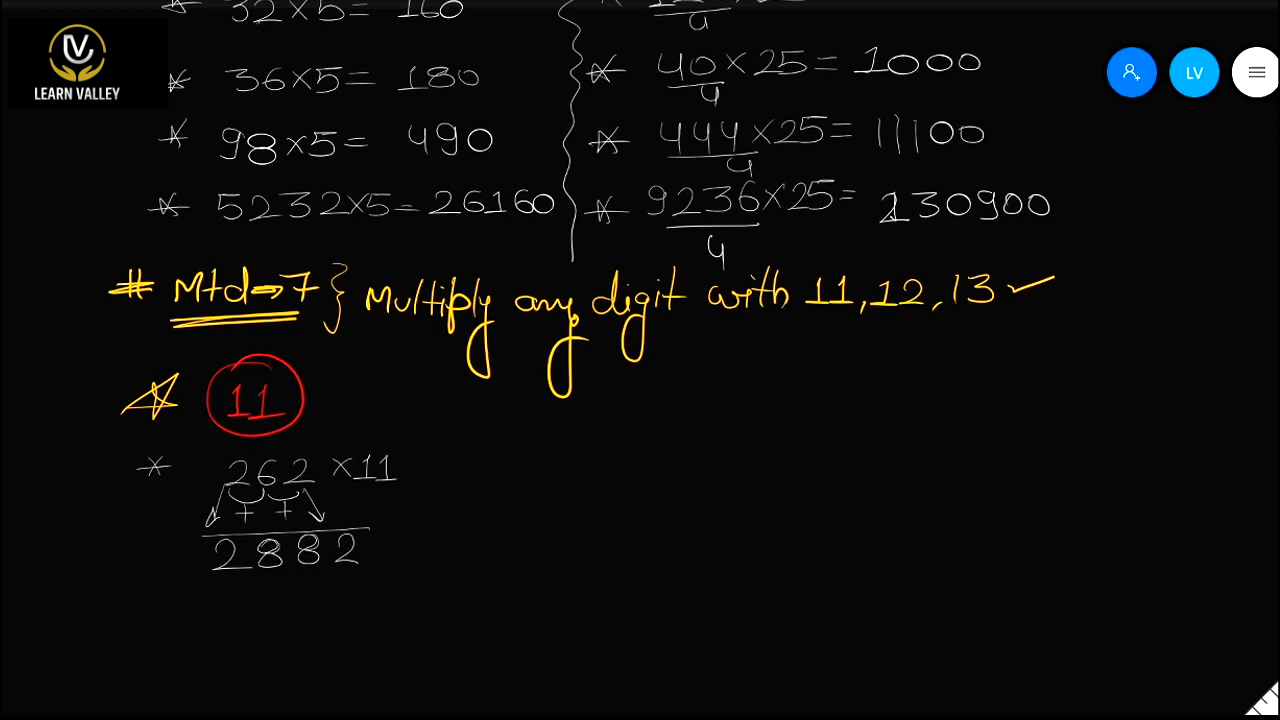 32×5= 160
4
LEARN VALLEY
* 36×5= 180
* 40×25= 1000
4
* 98×5= 490
* 444×25= 11100
4
* 5232×5=26160
* 9236×25= 230900
4
LV
# Mtd→7 } Multiply any digit with 11,12,13 ✓
11
* 262 ×11
+ +
2882